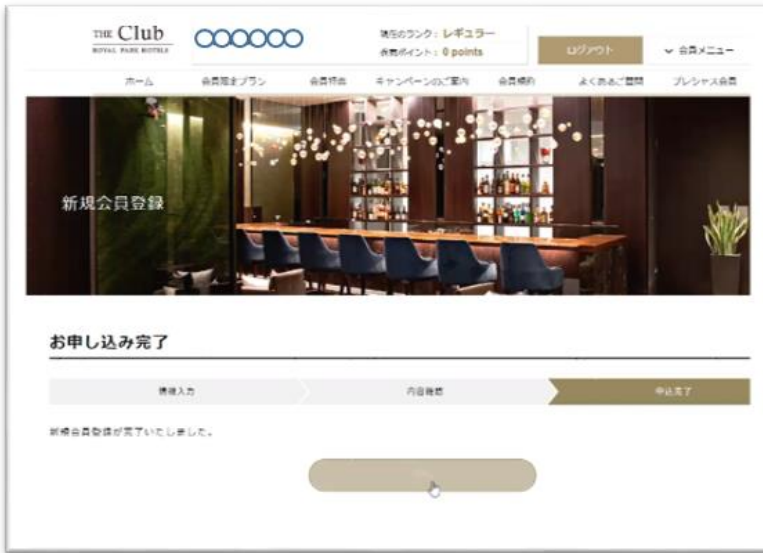 THE Club
ROYAL PARK HOTELS
現在のランク：レギュラー
保有ポイント：0 points
ログアウト
会員メニュー
ホーム
会員限定プラン
会員特典
キャンペーンのご案内
会員規約
よくあるご質問
プレシャス会員
新規会員登録
お申し込み完了
情報入力
内容確認
申込完了
新規会員登録が完了いたしました。